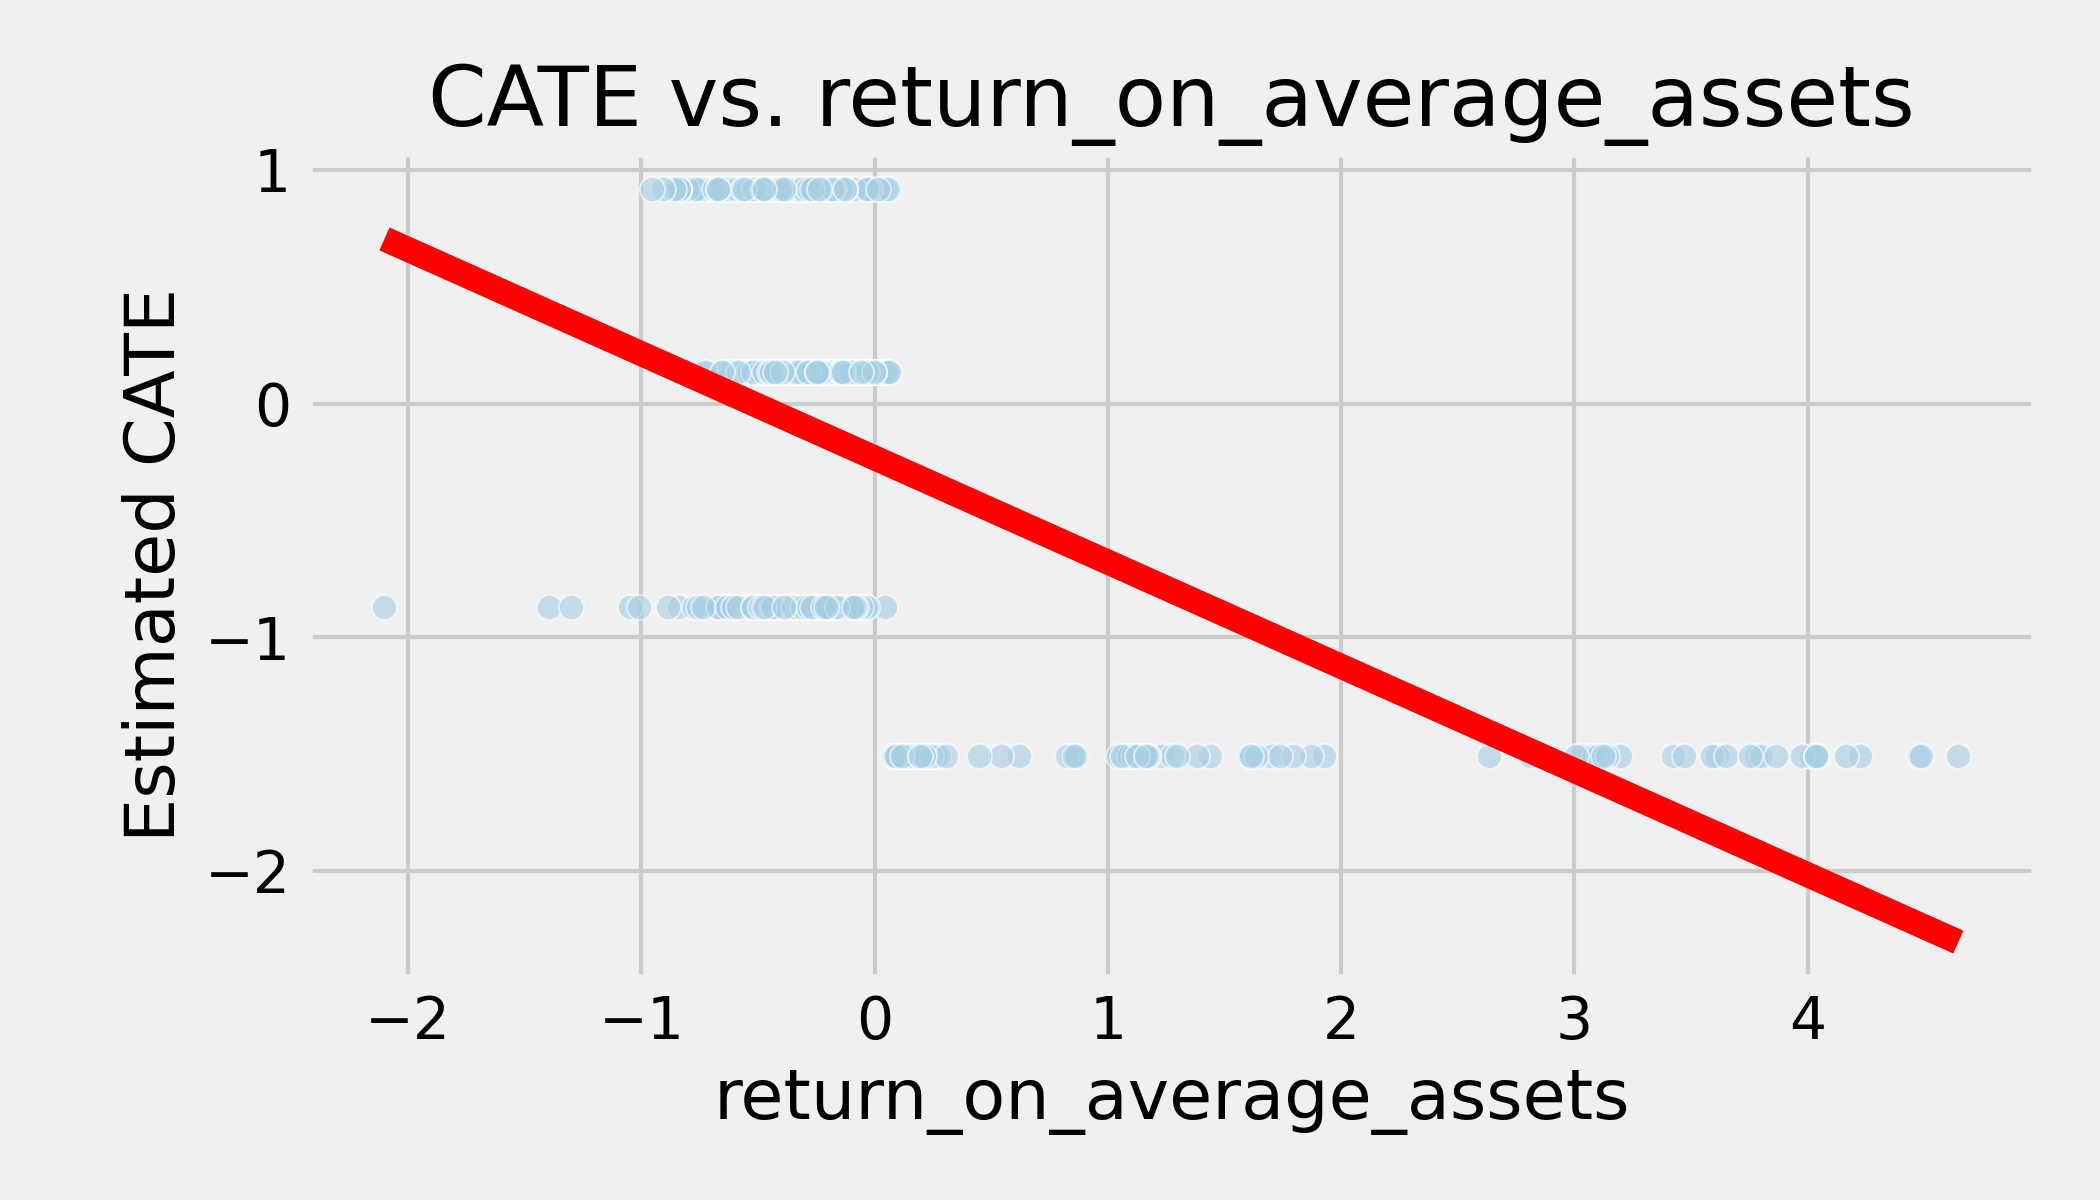 CATE vs. return_on_average_assets
Estimated CATE
1
0
−1
−2
−2 −1 0 1 2 3 4
return_on_average_assets